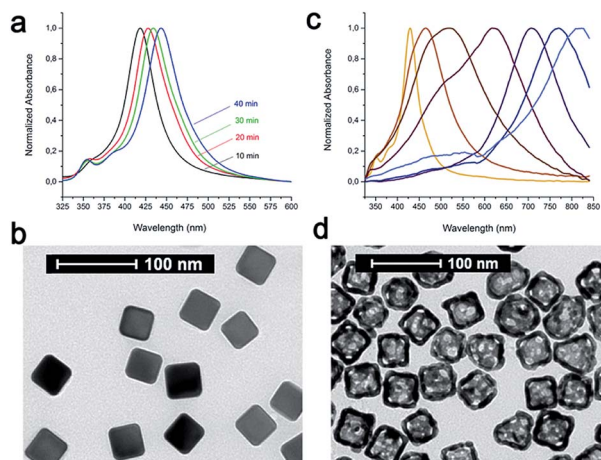 a
1,0
0,8
0,6
0,4
0,2
0,0
Normalized Absorbance
40 min
30 min
20 min
10 min
325 350 375 400 425 450 475 500 525 550 575 600
Wavelength (nm)
c
1,0
0,8
0,6
0,4
0,2
0,0
Normalized Absorbance
350 400 450 500 550 600 650 700 750 800 850
Wavelength (nm)
b
100 nm
d
100 nm